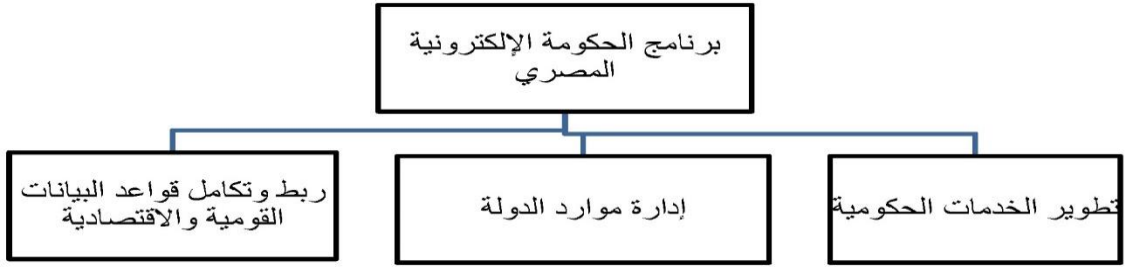 برنامج الحكومة الإلكترونية
المصري
تطوير الخدمات الحكومية
إدارة موارد الدولة
ربط وتكامل قواعد البيانات
القومية والاقتصادية